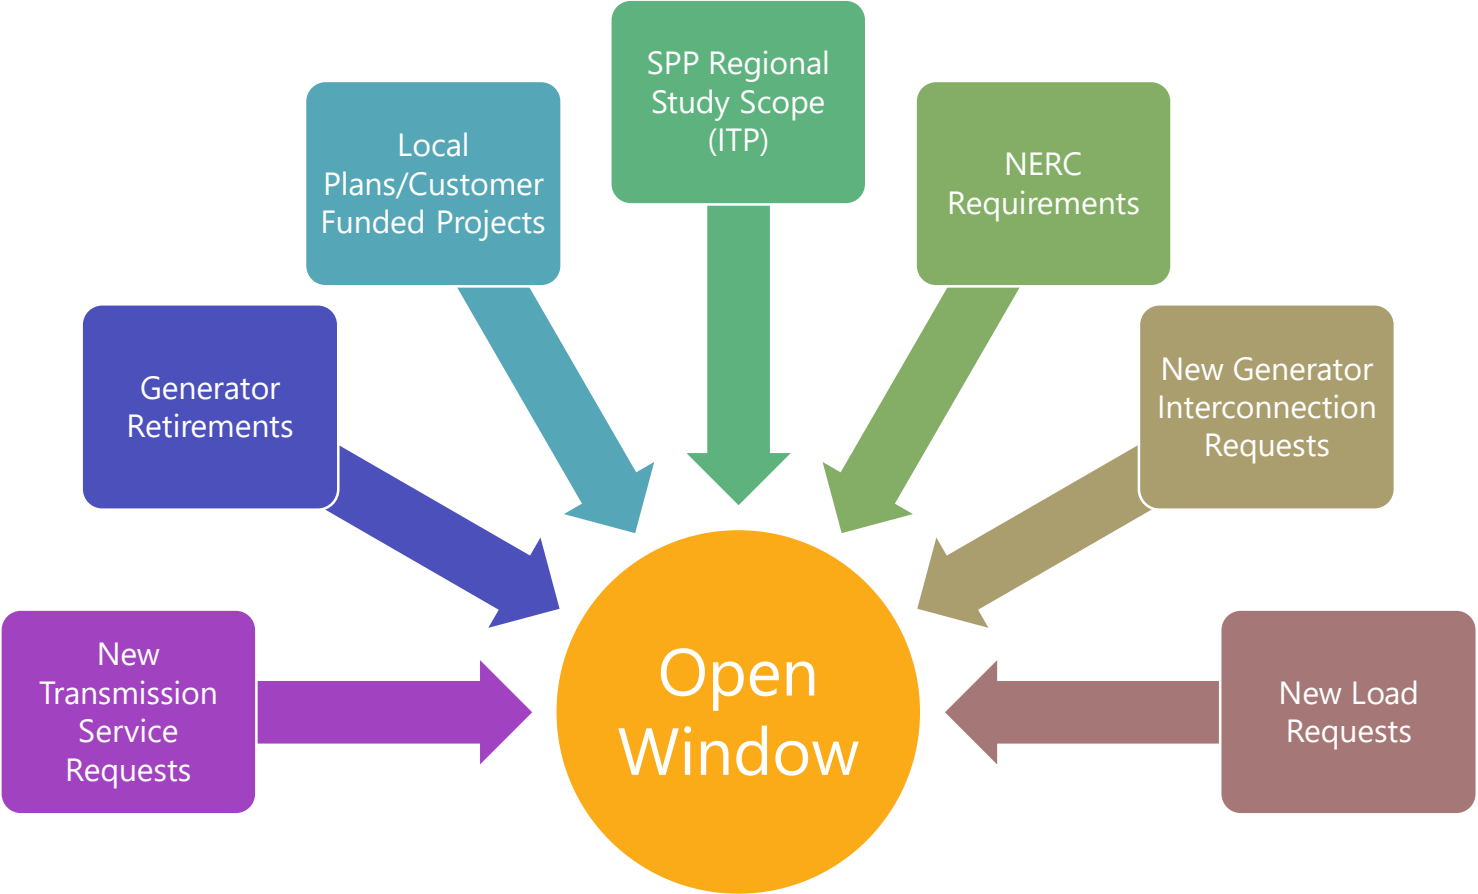 SPP Regional
Study Scope
(ITP)
Local
Plans/Customer
Funded Projects
NERC
Requirements
Generator
Retirements
New Generator
Interconnection
Requests
New
Transmission
Service
Requests
Open
Window
New Load
Requests